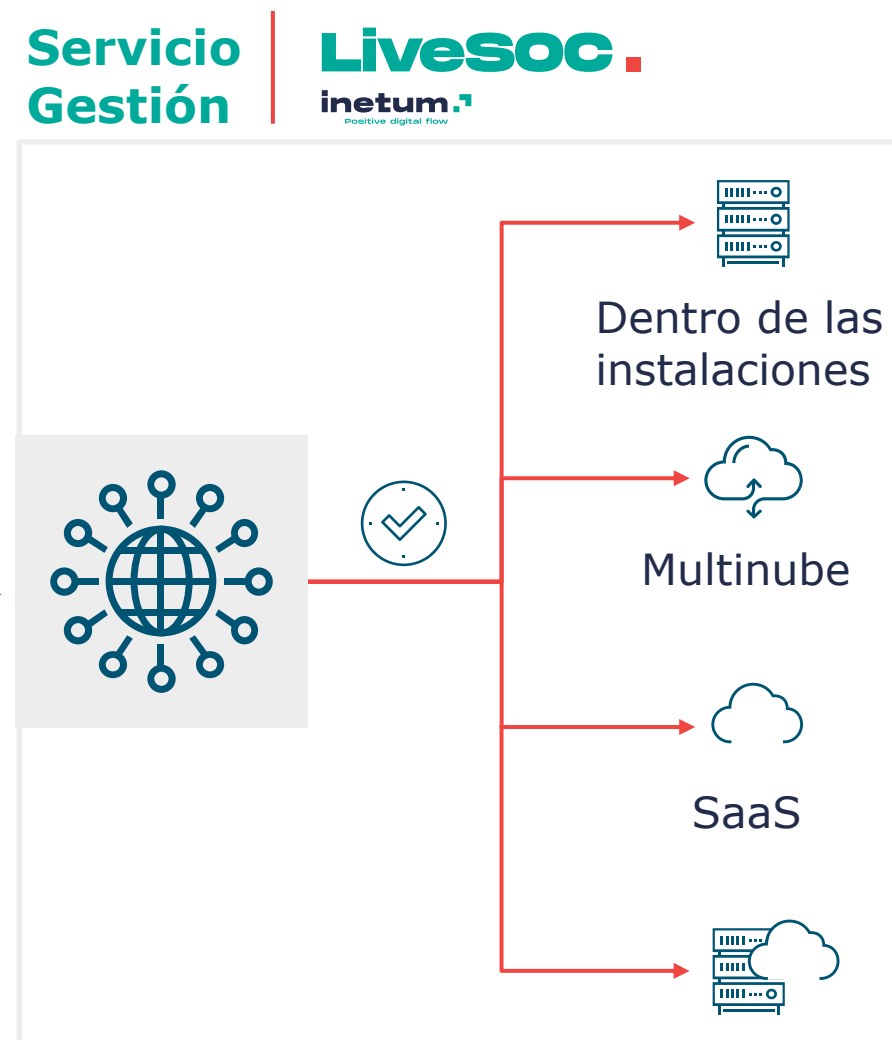 Servicio
Gestión
LiveSOC.
inetum.
Positive digital flow
Dentro de las
instalaciones
Multinube
SaaS